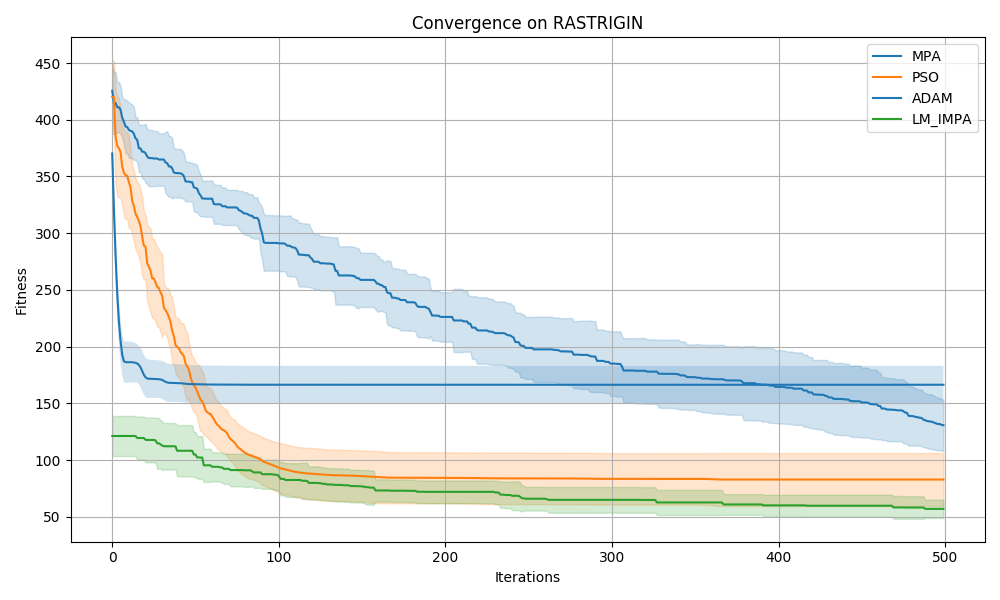 Convergence on RASTRIGIN
MPA
PSO
ADAM
LM_IMPA
Fitness
450
400
350
300
250
200
150
100
50
0
100
200
300
400
500
Iterations